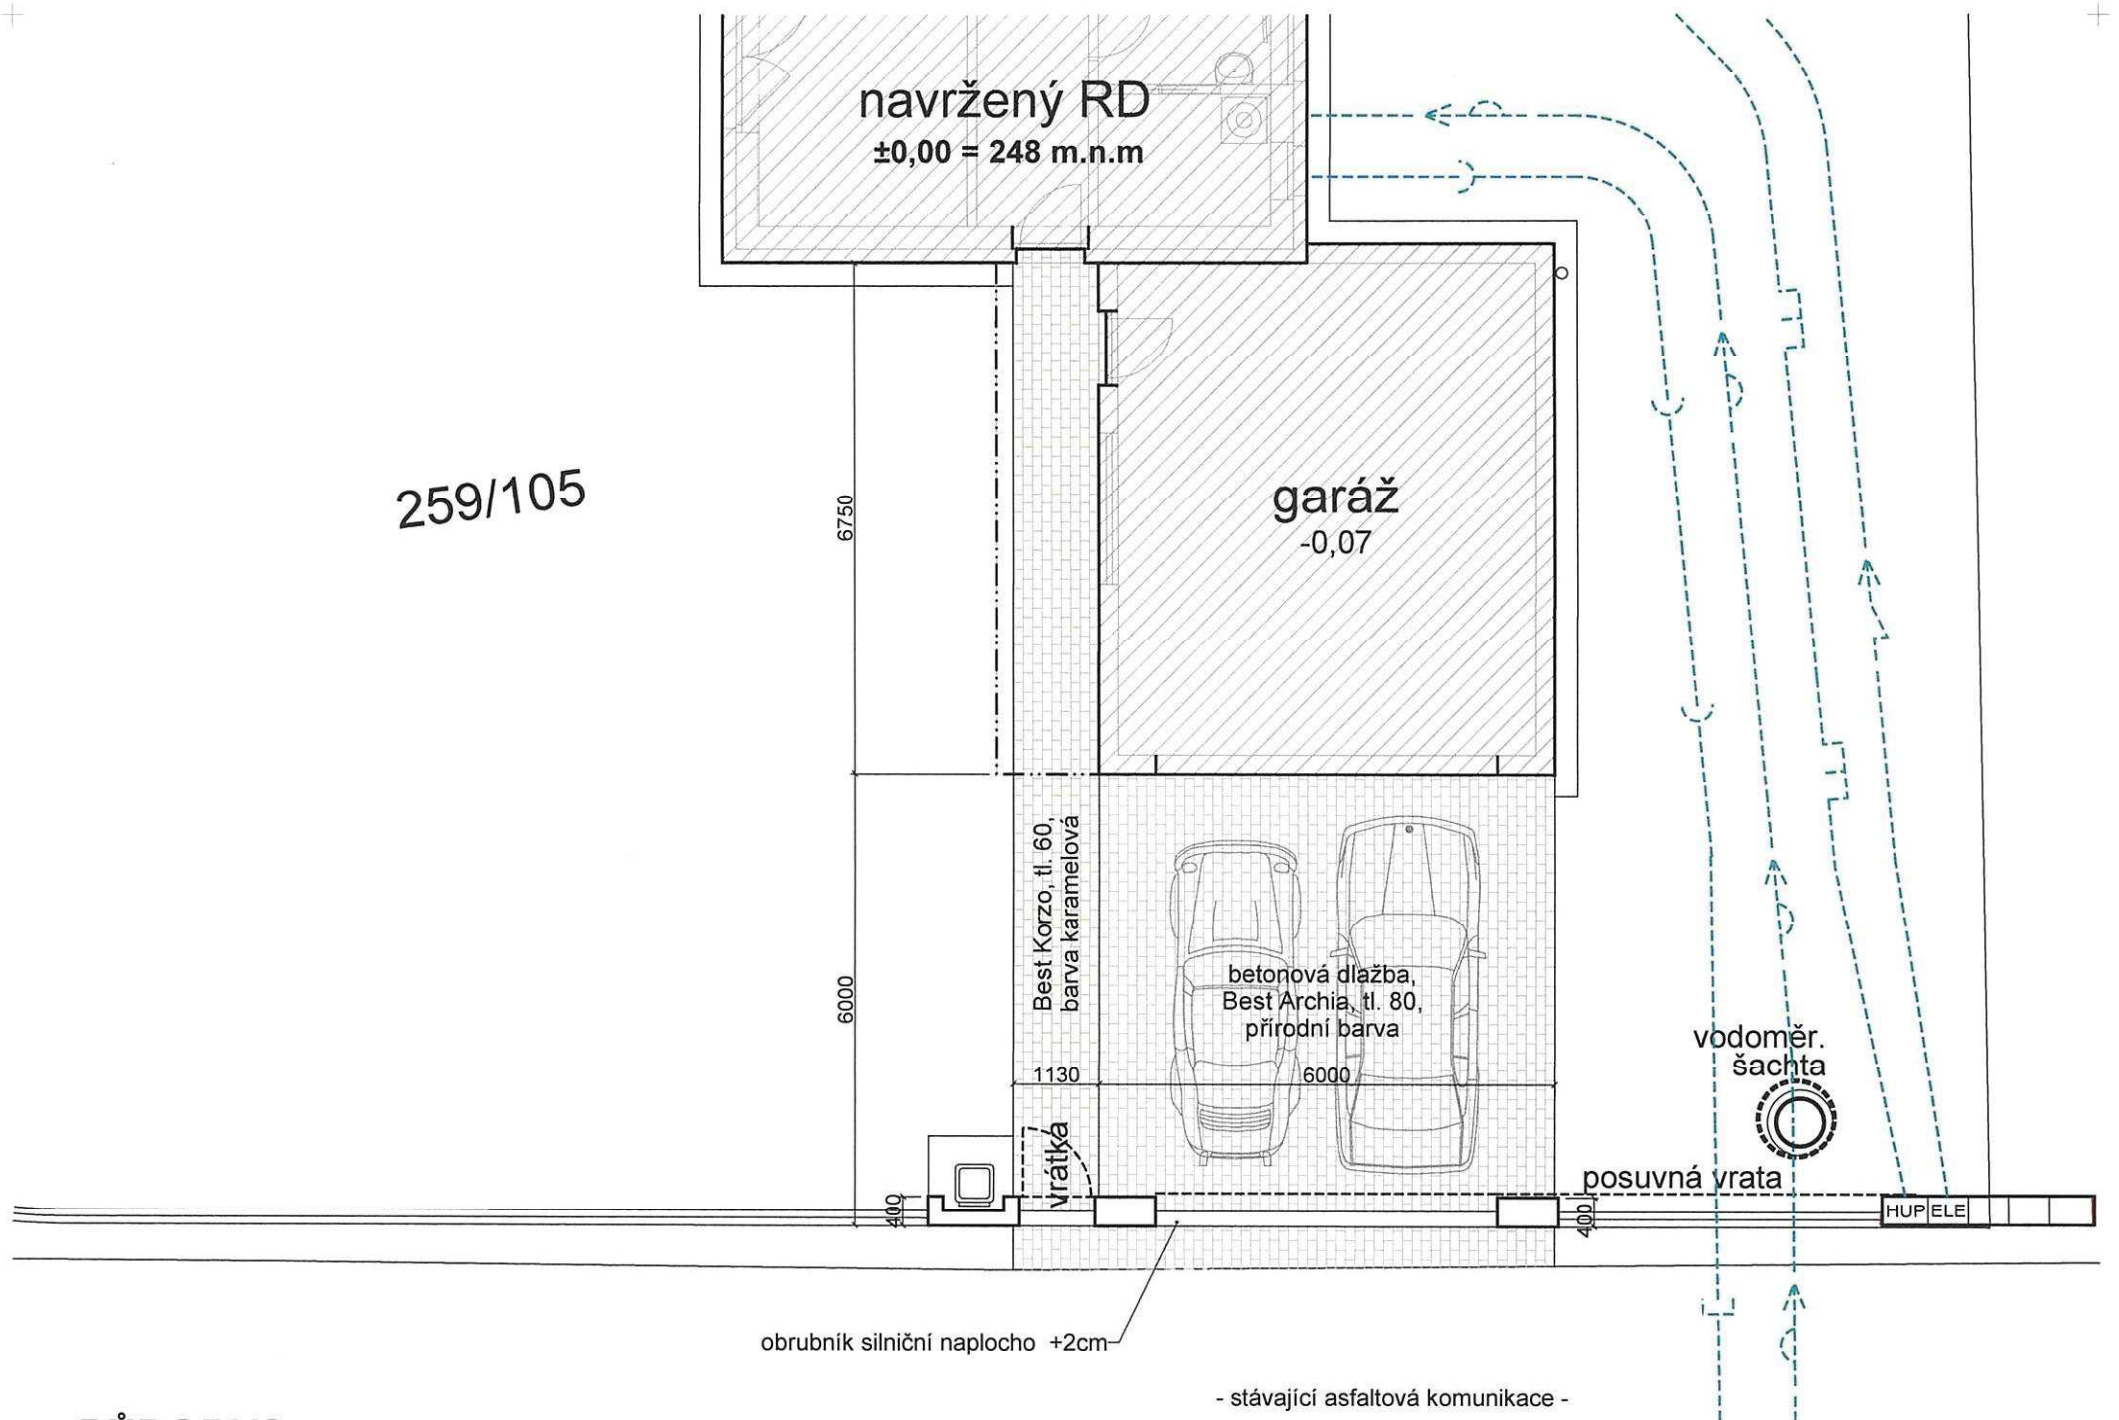 navržený RD
±0,00 = 248 m.n.m
259/105
6750
garáž
-0,07
6000
Best Korzo, tl. 60,
barva karamelová
betonová dlažba,
Best Archia, tl. 80,
přírodní barva
1130
6000
vodoměr.
šachta
vrátka
posuvná vrata
400
400
HUP ELE
obrubník silniční naplocho +2cm
- stávající asfaltová komunikace -